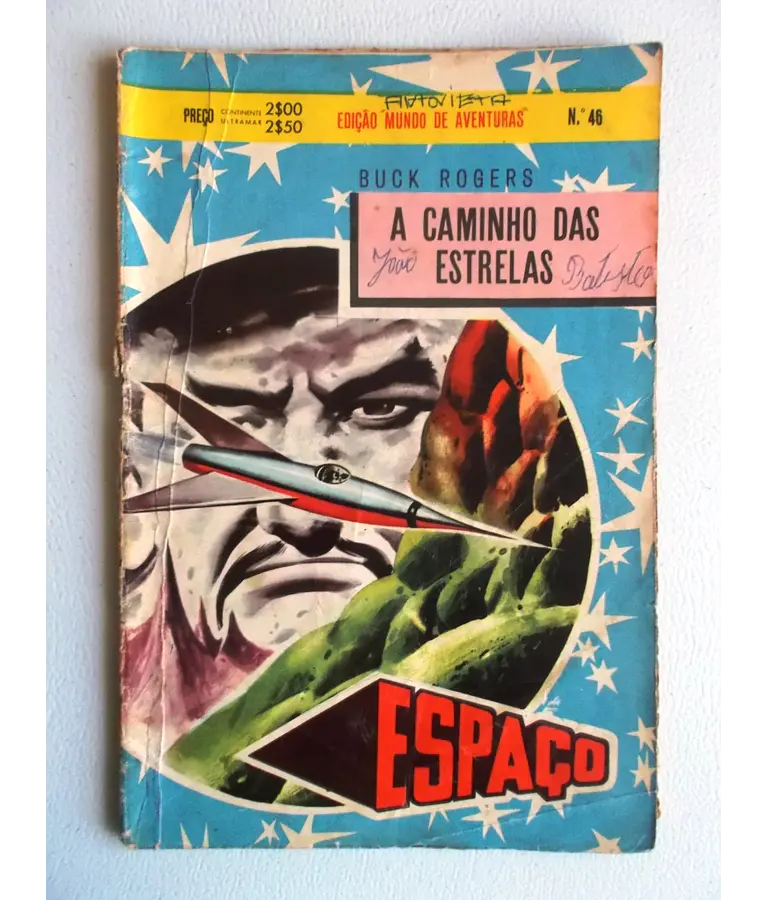 PREÇO CONTINENTE 2$00
ULTRAMAR 2$50
EDIÇÃO "MUNDO DE AVENTURAS"
N.° 46
BUCK ROGERS
A CAMINHO DAS
João ESTRELAS Batista
ESPAÇO